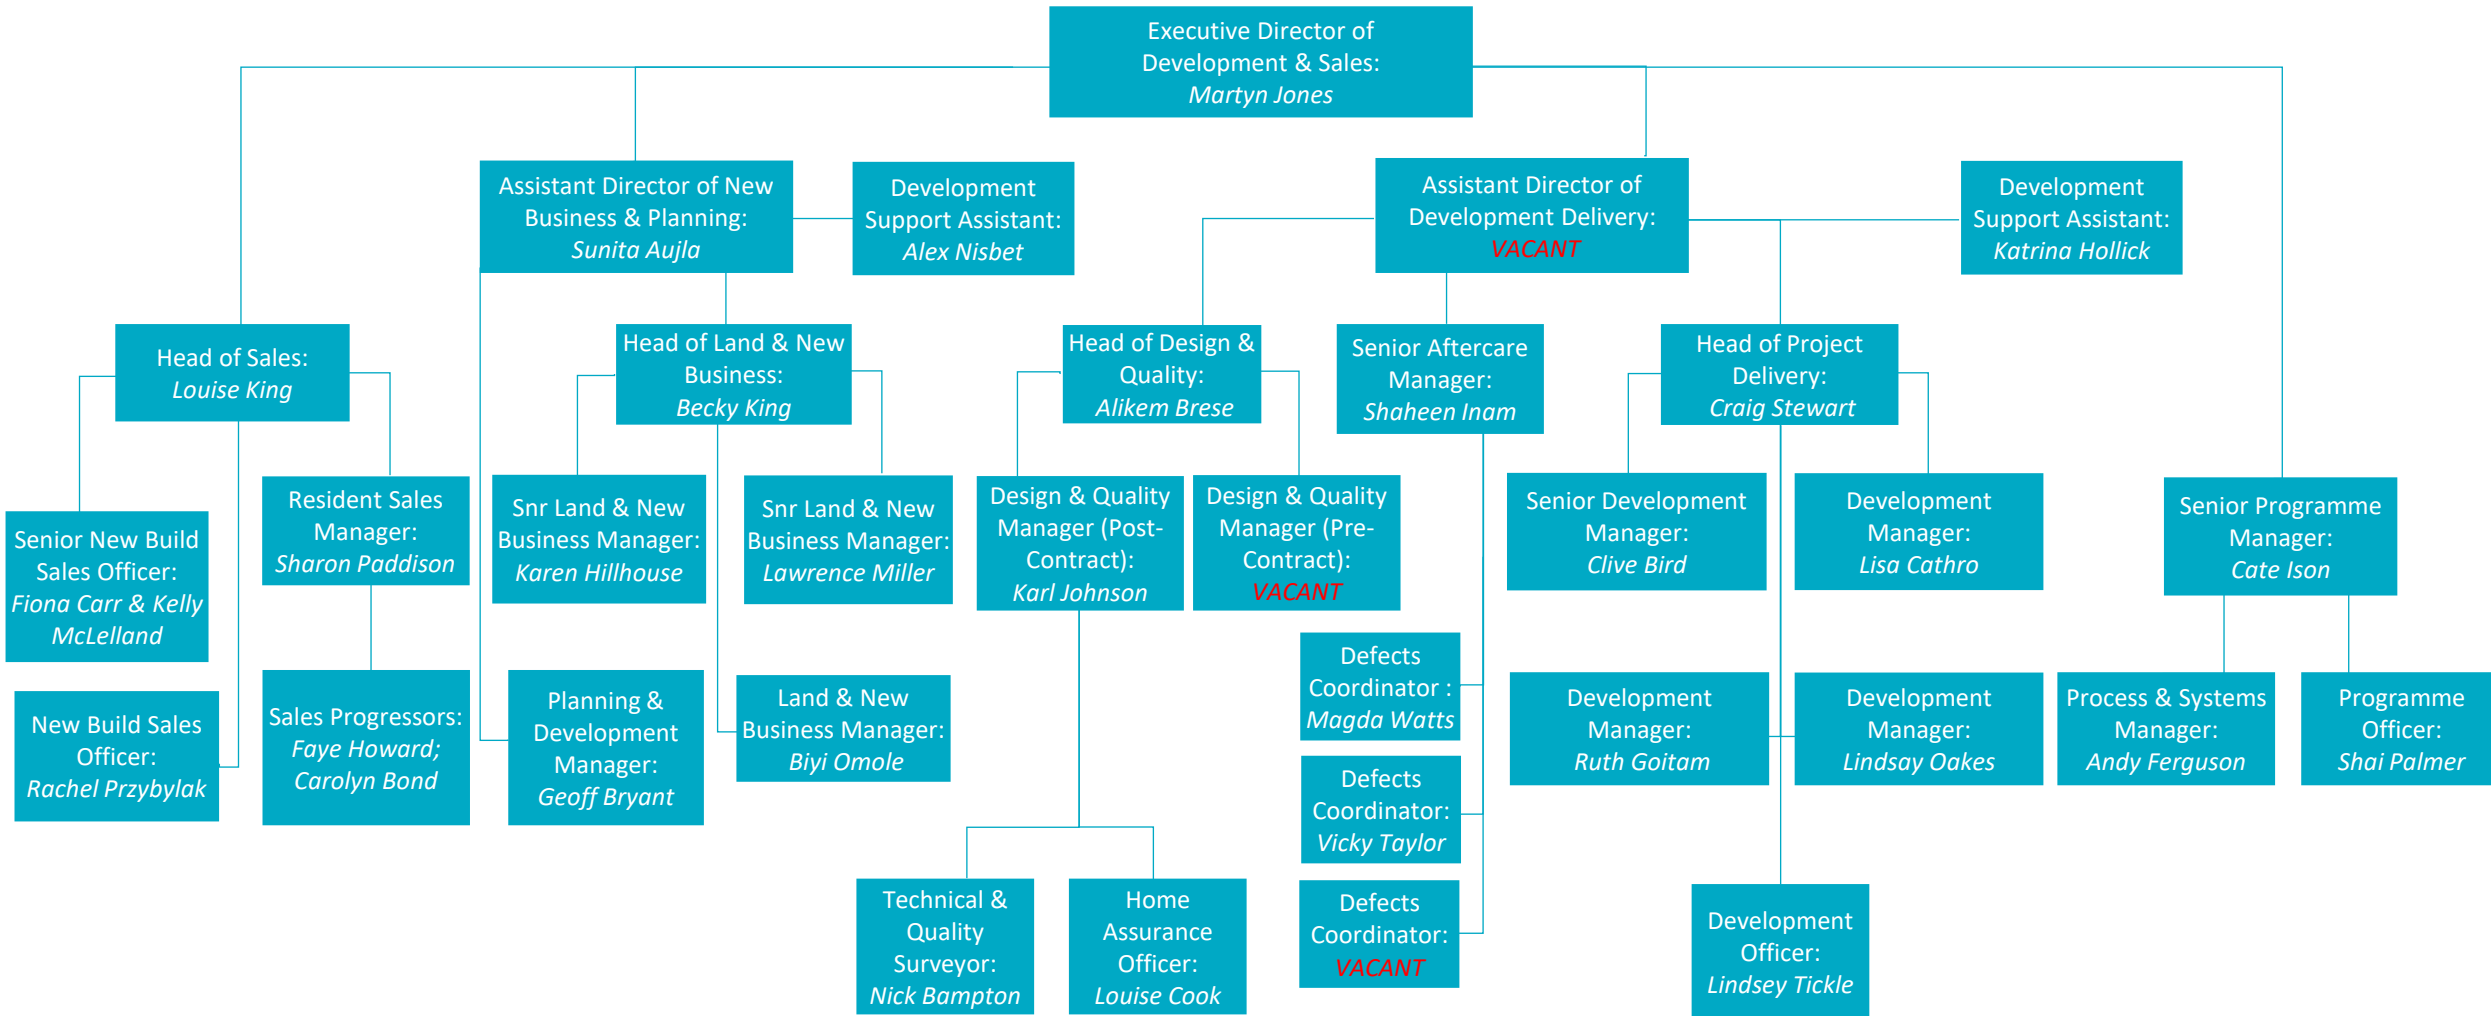 Executive Director of
Development & Sales:
Martyn Jones
Assistant Director of New
Business & Planning:
Sunita Aujla
Development
Support Assistant:
Alex Nisbet
Assistant Director of
Development Delivery:
VACANT
Development
Support Assistant:
Katrina Hollick
Head of Sales:
Louise King
Head of Land & New
Business:
Becky King
Head of Design &
Quality:
Alikem Brese
Senior Aftercare
Manager:
Shaheen Inam
Head of Project
Delivery:
Craig Stewart
Senior New Build
Sales Officer:
Fiona Carr & Kelly
McLelland
Resident Sales
Manager:
Sharon Paddison
Snr Land & New
Business Manager:
Karen Hillhouse
Snr Land & New
Business Manager:
Lawrence Miller
Design & Quality
Manager (Post-
Contract):
Karl Johnson
Design & Quality
Manager (Pre-
Contract):
VACANT
Senior Development
Manager:
Clive Bird
Development
Manager:
Lisa Cathro
Senior Programme
Manager:
Cate Ison
New Build Sales
Officer:
Rachel Przybylak
Sales Progressors:
Faye Howard;
Carolyn Bond
Planning &
Development
Manager:
Geoff Bryant
Land & New
Business Manager:
Biyi Omole
Defects
Coordinator :
Magda Watts
Development
Manager:
Ruth Goitam
Development
Manager:
Lindsay Oakes
Process & Systems
Manager:
Andy Ferguson
Programme
Officer:
Shai Palmer
Defects
Coordinator:
Vicky Taylor
Technical &
Quality
Surveyor:
Nick Bampton
Home
Assurance
Officer:
Louise Cook
Defects
Coordinator:
VACANT
Development
Officer:
Lindsey Tickle